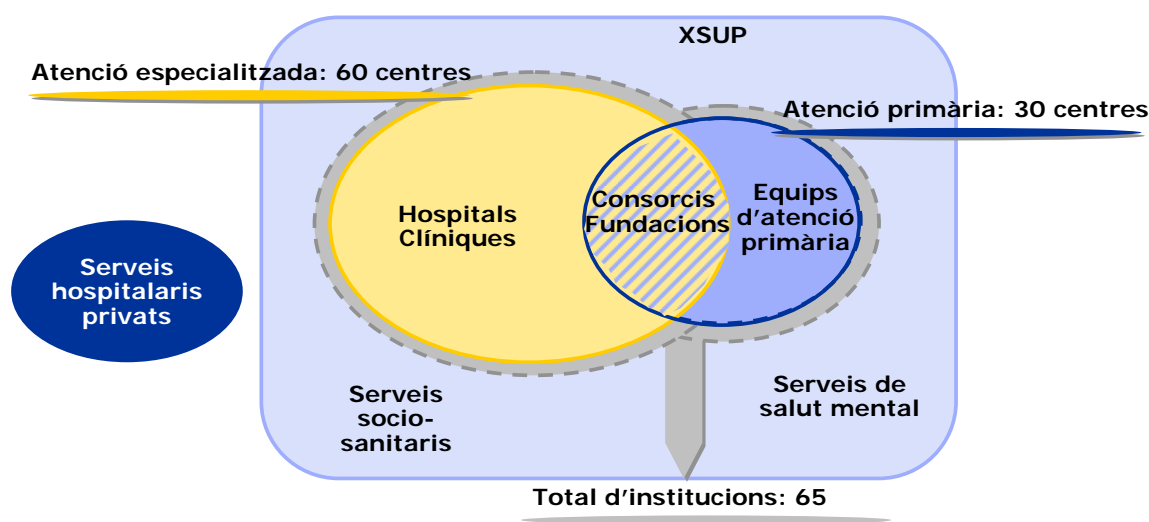 XSUP
Atenció especialitzada: 60 centres
Atenció primària: 30 centres
Hospitals
Clíniques
Consorcis
Fundacions
Equips
d'atenció
primària
Serveis
hospitalaris
privats
Serveis
socio-
sanitaris
Serveis de
salut mental
Total d'institucions: 65